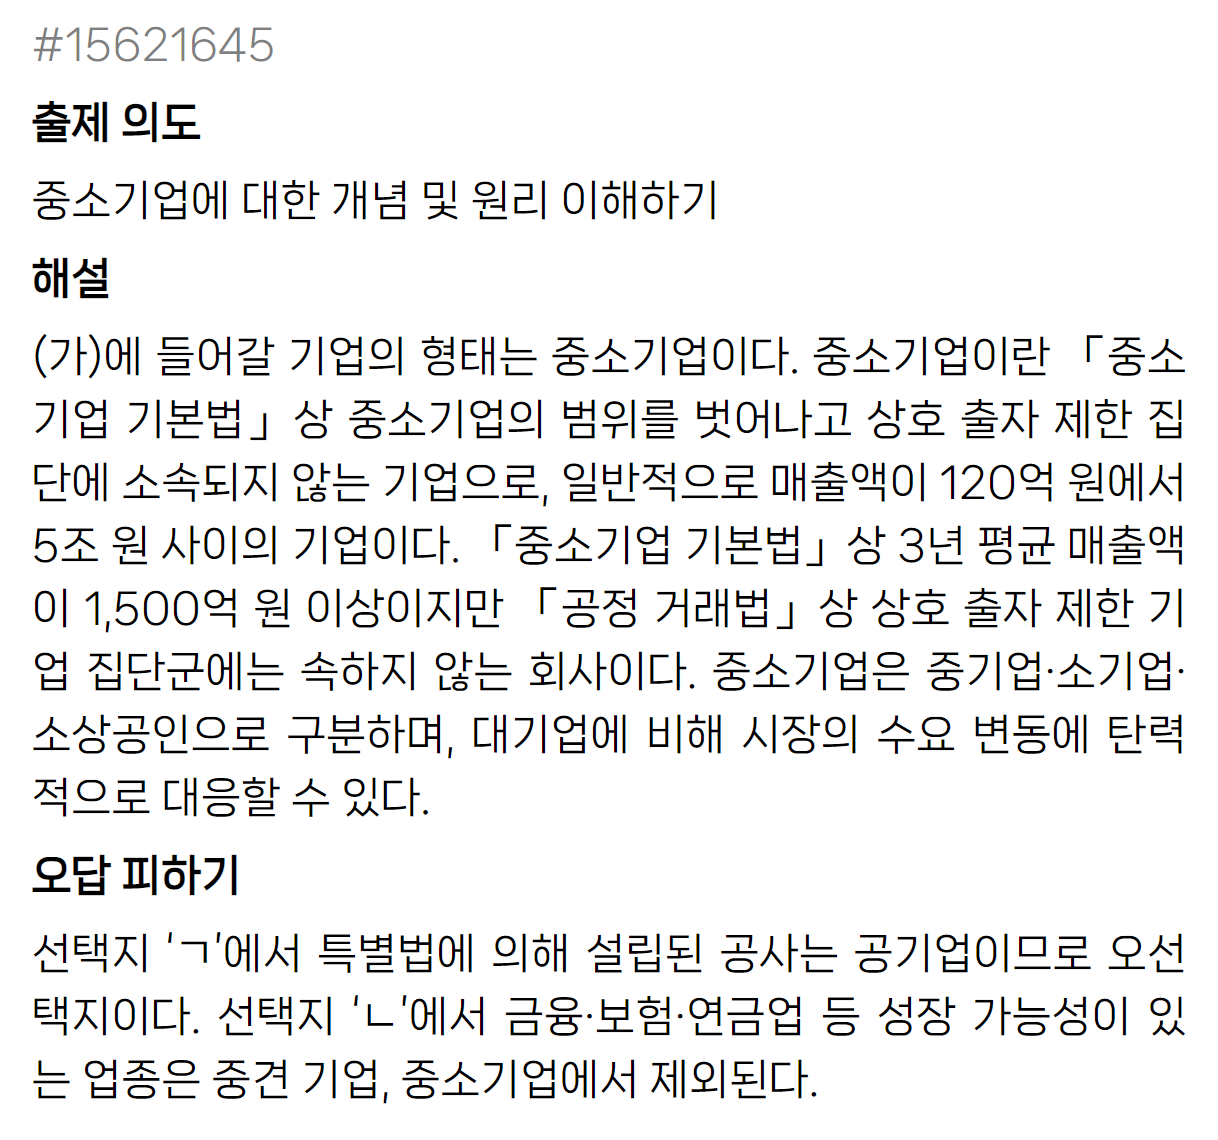 #15621645
출제 의도
중소기업에 대한 개념 및 원리 이해하기
해설
(가)에 들어갈 기업의 형태는 중소기업이다. 중소기업이란 「중소
기업 기본법」상 중소기업의 범위를 벗어나고 상호 출자 제한 집
단에 소속되지 않는 기업으로, 일반적으로 매출액이 120억 원에서
5조 원 사이의 기업이다. 「중소기업 기본법」상 3년 평균 매출액
이 1,500억 원 이상이지만 「공정 거래법」상 상호 출자 제한 기
업 집단군에는 속하지 않는 회사이다. 중소기업은 중기업·소기업·
소상공인으로 구분하며, 대기업에 비해 시장의 수요 변동에 탄력
적으로 대응할 수 있다.
오답 피하기
선택지 ‘ㄱ’에서 특별법에 의해 설립된 공사는 공기업이므로 오선
택지이다. 선택지 ‘ㄴ’에서 금융·보험·연금업 등 성장 가능성이 있
는 업종은 중견 기업, 중소기업에서 제외된다.